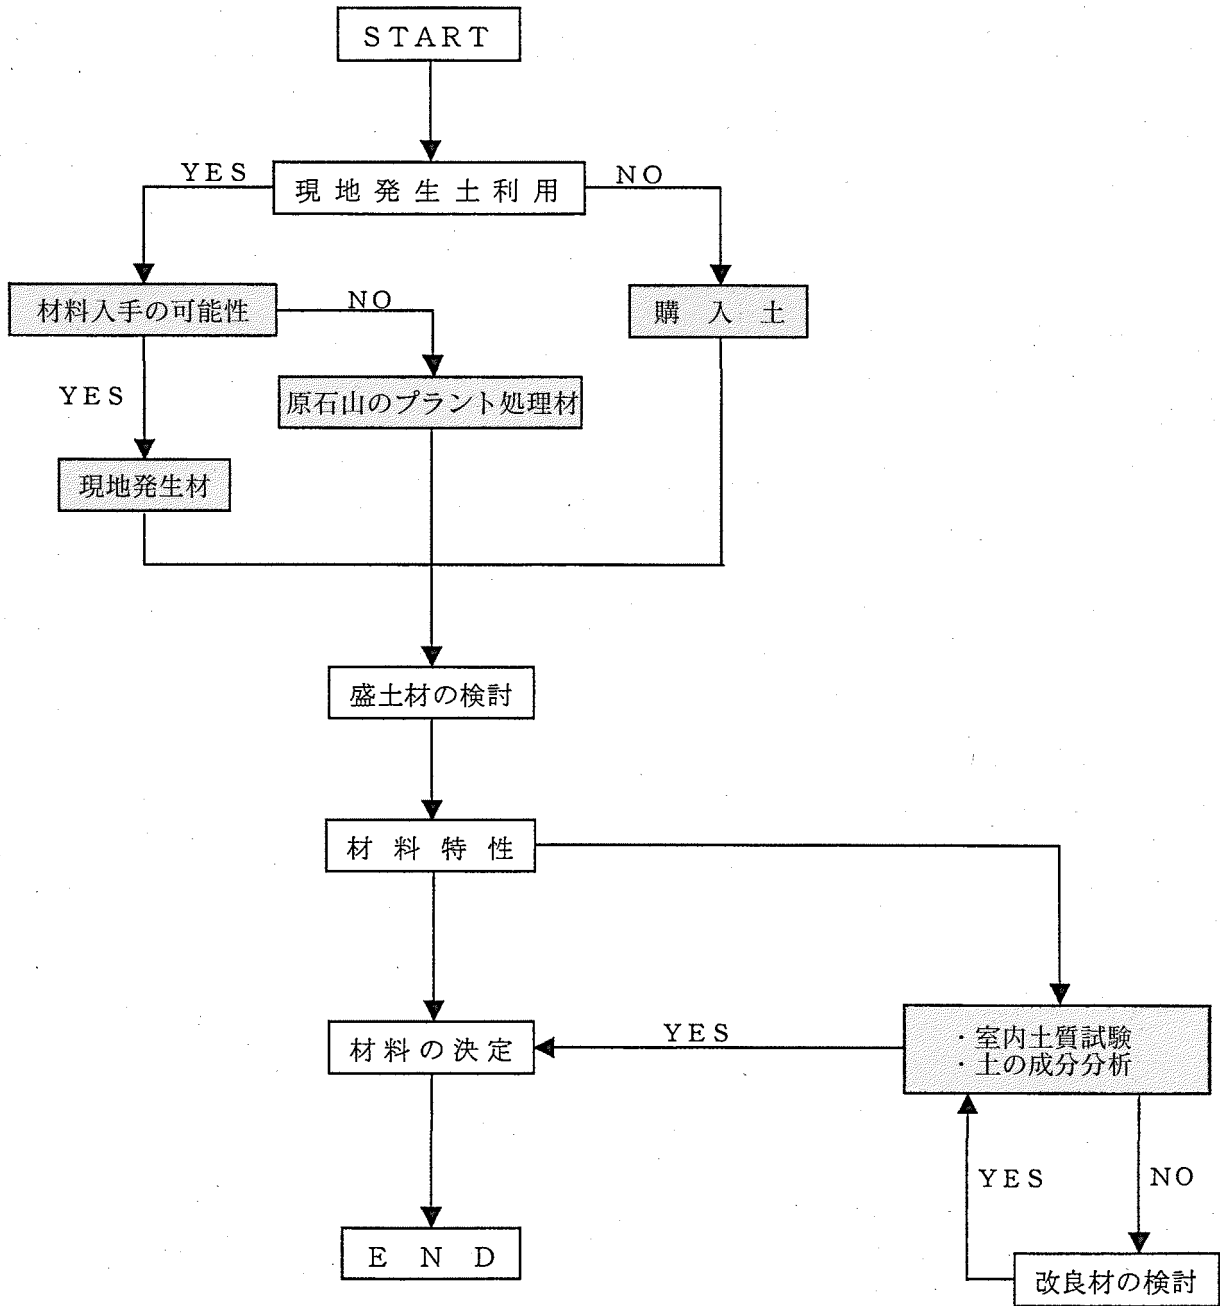 START
YES
現地発生土利用
NO
材料入手の可能性
NO
購入土
YES
原石山のプラント処理材
現地発生材
盛土材の検討
材料特性
材料の決定
YES
・室内土質試験
・土の成分分析
YES
NO
END
改良材の検討